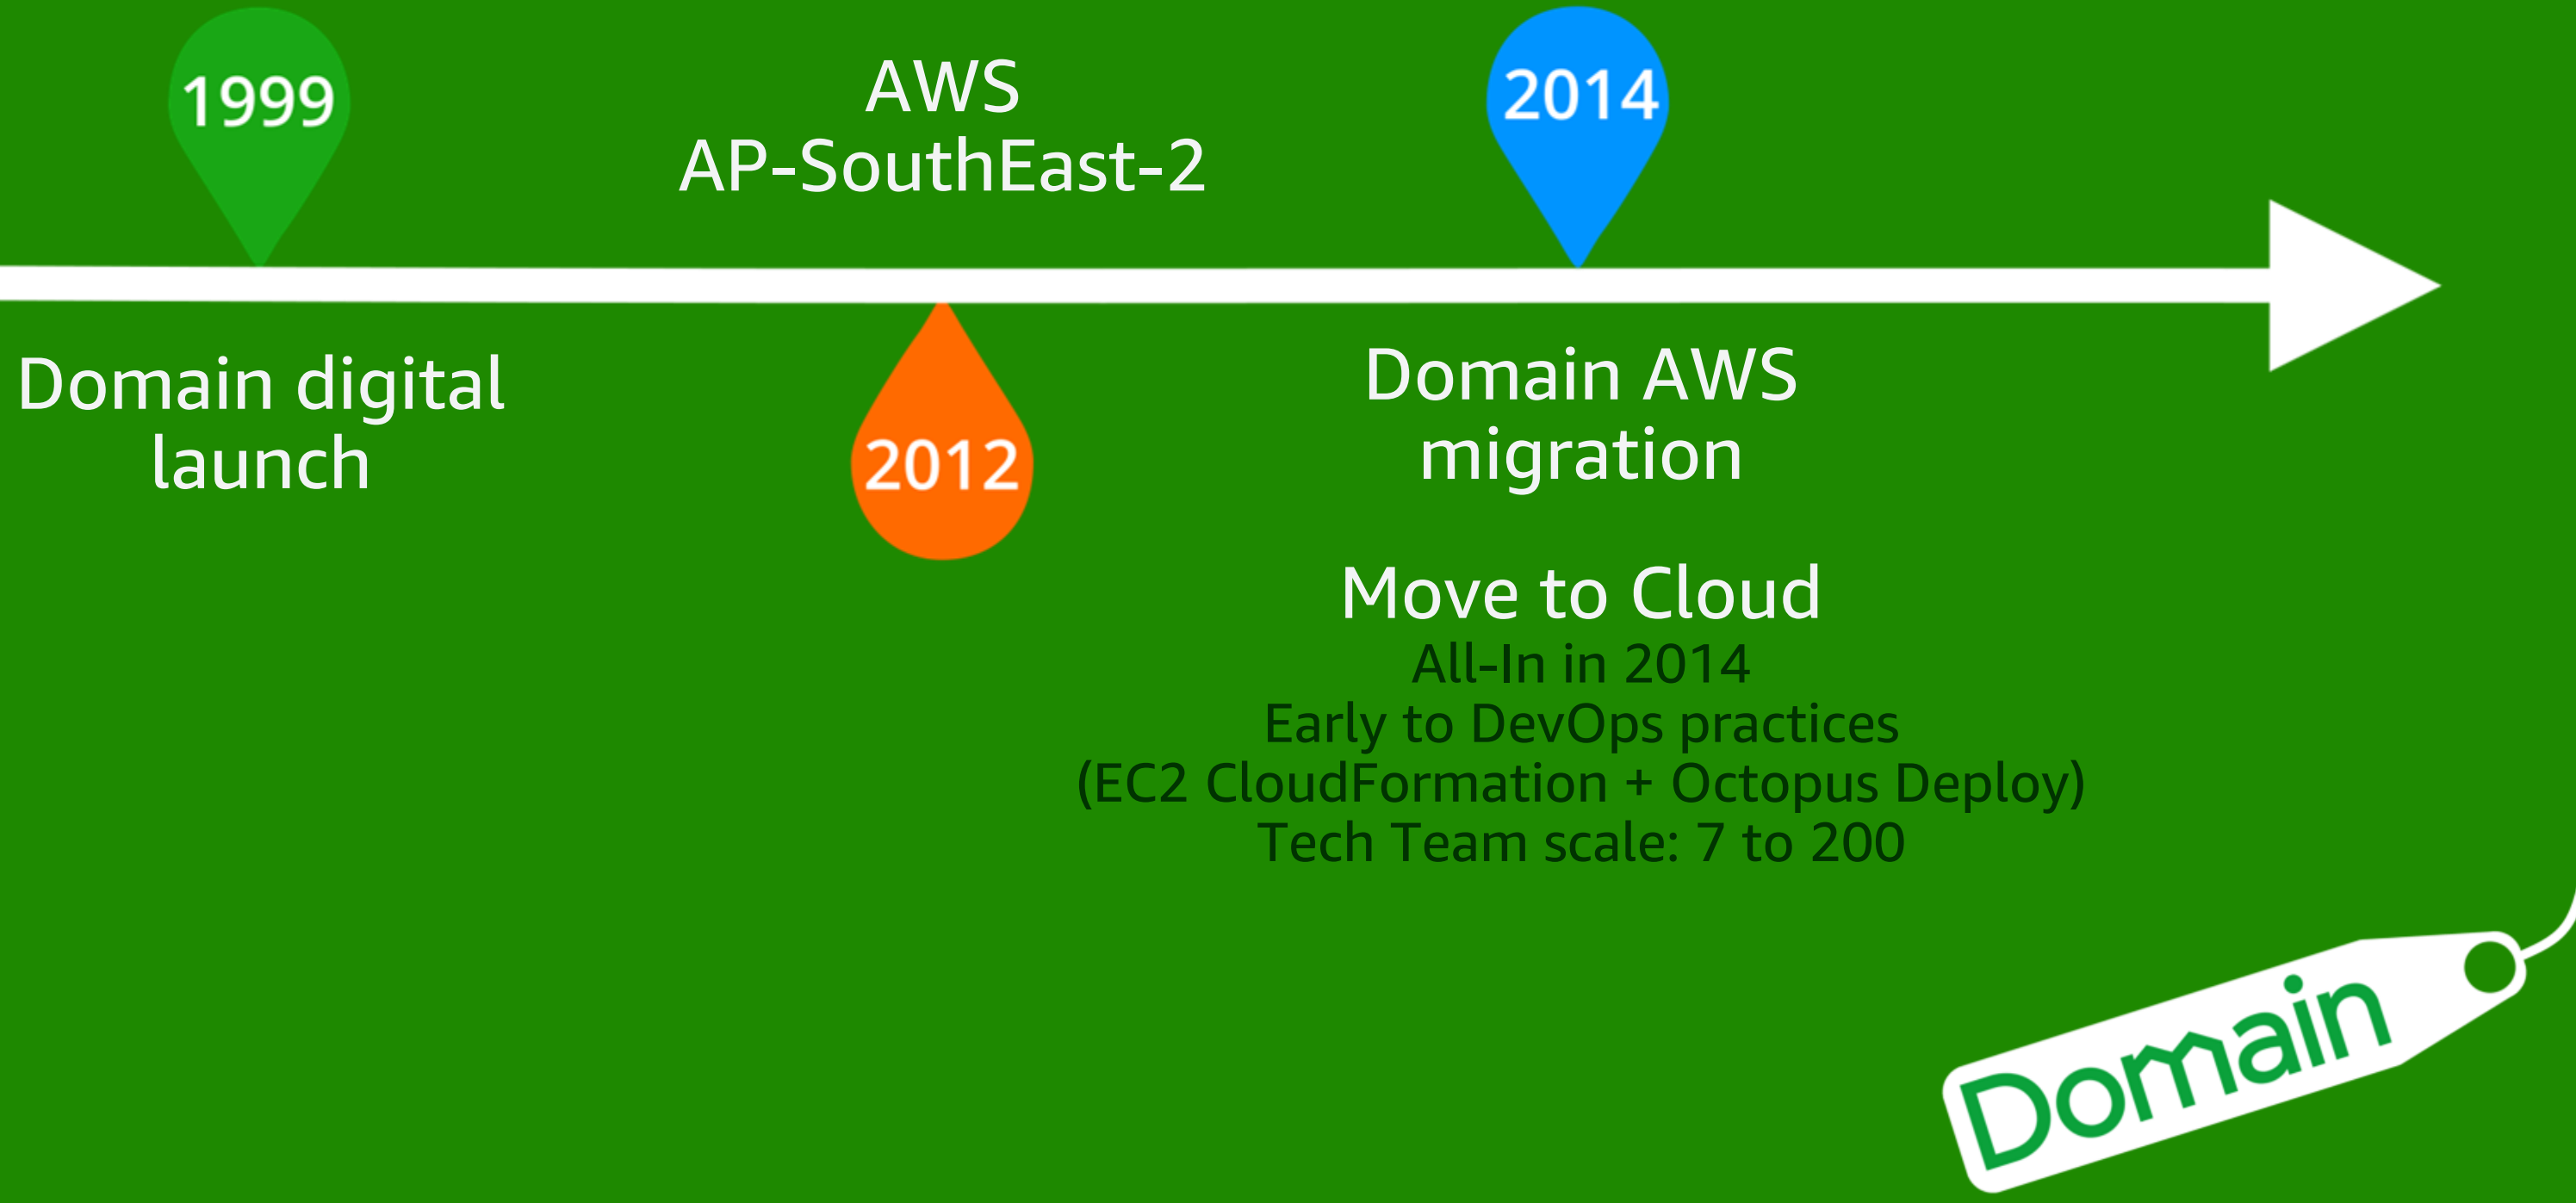 1999
Domain digital
launch
AWS
AP-SouthEast-2
2012
2014
Domain AWS
migration
Move to Cloud
All-In in 2014
Early to DevOps practices
(EC2 CloudFormation + Octopus Deploy)
Tech Team scale: 7 to 200
Domain